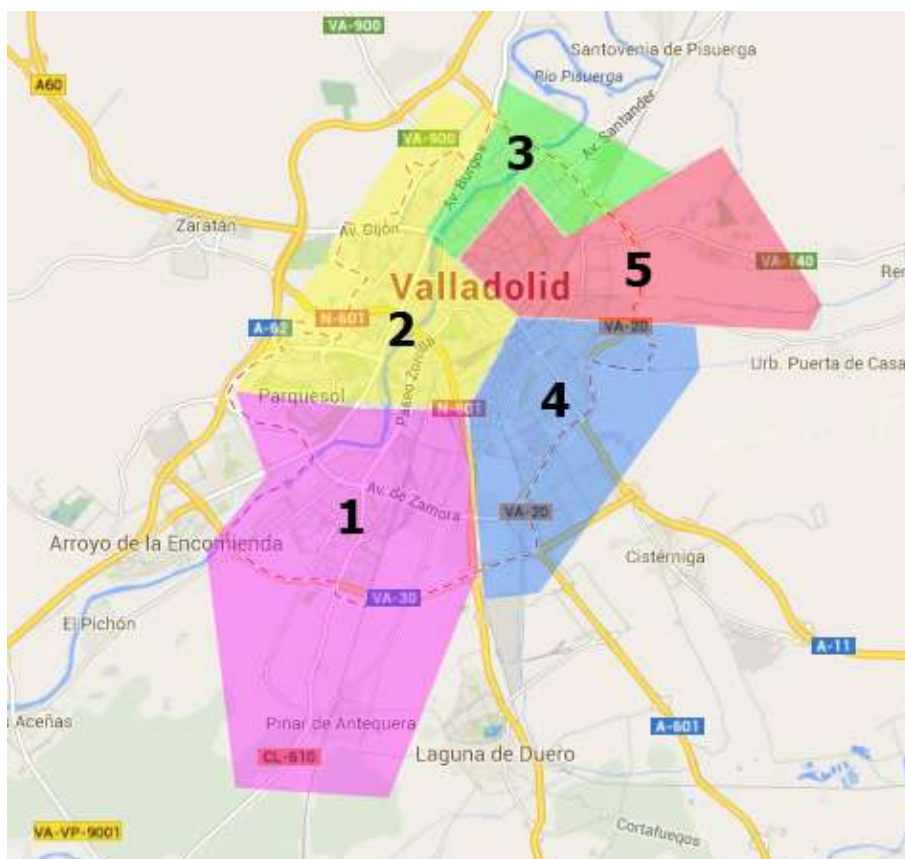 VA-900
Santovenia de Pisuerga
Río Pisuerga
A60
Av. Santander
VA-900
3
Av. Burgos
Zaratán
Av. Gijón
5
VA-140
Valladolid
N-601
A-62
2
VA-20
Paseo Zorrilla
Urb. Puerta de Casa
Parquesol
N-601
4
Av. de Zamora
1
VA-20
Arroyo de la Encomienda
Cistérniga
VA-30
El Pichón
A-11
Aceñas
Pinar de Antequera
A-601
CL-610
Laguna de Duero
VA-VP-9001
Cortafuegos